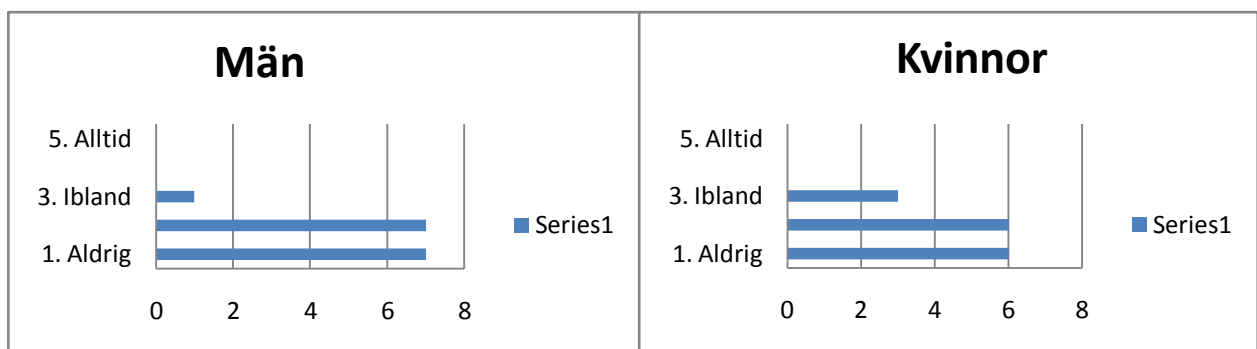 Män
5. Alltid
3. Ibland
1. Aldrig
0 2 4 6 8
Series1
Kvinnor
5. Alltid
3. Ibland
1. Aldrig
0 2 4 6 8
Series1